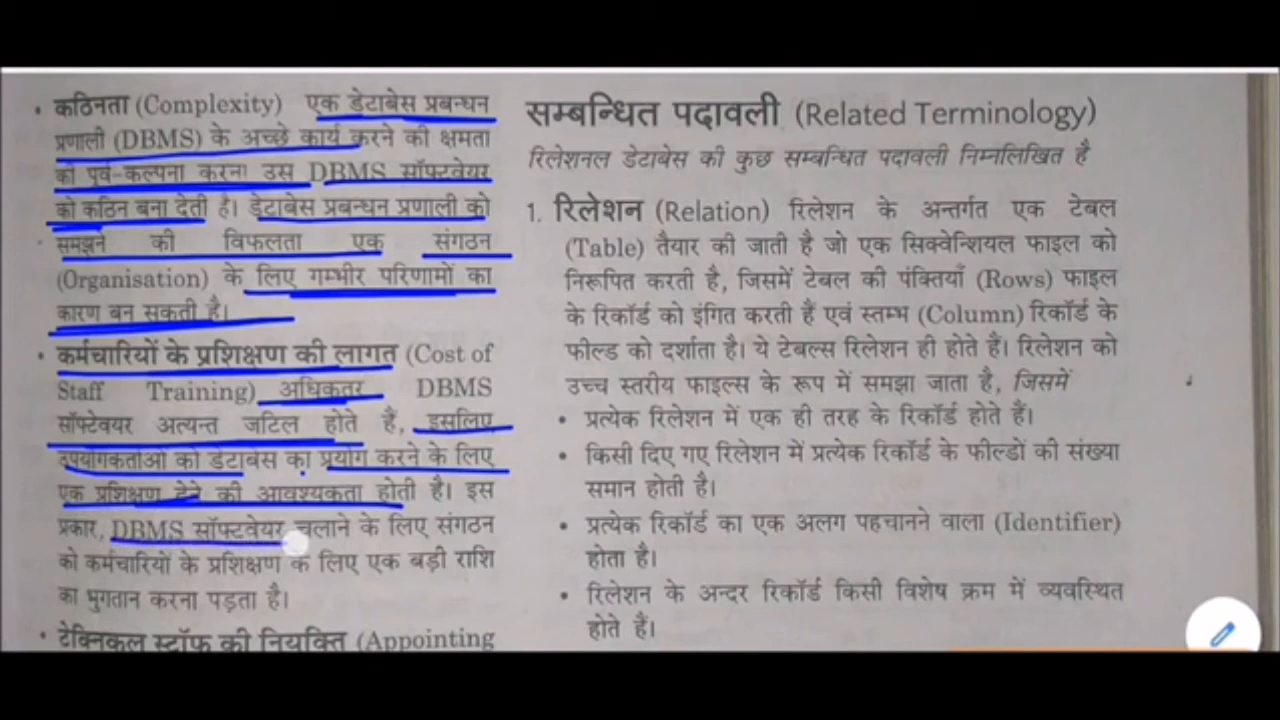 • कठिनता (Complexity) एक डेटाबेस प्रबन्धन
प्रणाली (DBMS) के अच्छे कार्य करने की क्षमता
की पूर्व-कल्पना करना उस DBMS सॉफ्टवेयर
को कठिन बना देती है। डेटाबेस प्रबन्धन प्रणाली को
समझने की विफलता एक संगठन
(Organisation) के लिए गम्भीर परिणामों का
कारण बन सकती है।
• कर्मचारियों के प्रशिक्षण की लागत (Cost of
Staff Training) अधिकतर DBMS
सॉफ्टवेयर अत्यन्त जटिल होते हैं, इसलिए
उपयोगकर्ताओं को डेटाबेस का प्रयोग करने के लिए
एक प्रशिक्षण देने की आवश्यकता होती है। इस
प्रकार, DBMS सॉफ्टवेयर चलाने के लिए संगठन
को कर्मचारियों के प्रशिक्षण के लिए एक बड़ी राशि
का भुगतान करना पड़ता है।
• टेक्निकल स्टॉफ की नियुक्ति (Appointing
सम्बन्धित पदावली (Related Terminology)
रिलेशनल डेटाबेस की कुछ सम्बन्धित पदावली निम्नलिखित है
1. रिलेशन (Relation) रिलेशन के अन्तर्गत एक टेबल
(Table) तैयार की जाती है जो एक सिक्वेन्शियल फाइल को
निरूपित करती है, जिसमें टेबल की पंक्तियाँ (Rows) फाइल
के रिकॉर्ड को इंगित करती हैं एवं स्तम्भ (Column) रिकॉर्ड के
फील्ड को दर्शाता है। ये टेबल्स रिलेशन ही होते हैं। रिलेशन को
उच्च स्तरीय फाइल्स के रूप में समझा जाता है, जिसमें
• प्रत्येक रिलेशन में एक ही तरह के रिकॉर्ड होते हैं।
• किसी दिए गए रिलेशन में प्रत्येक रिकॉर्ड के फील्डों की संख्या
समान होती है।
• प्रत्येक रिकॉर्ड का एक अलग पहचानने वाला (Identifier)
होता है।
• रिलेशन के अन्दर रिकॉर्ड किसी विशेष क्रम में व्यवस्थित
होते हैं।